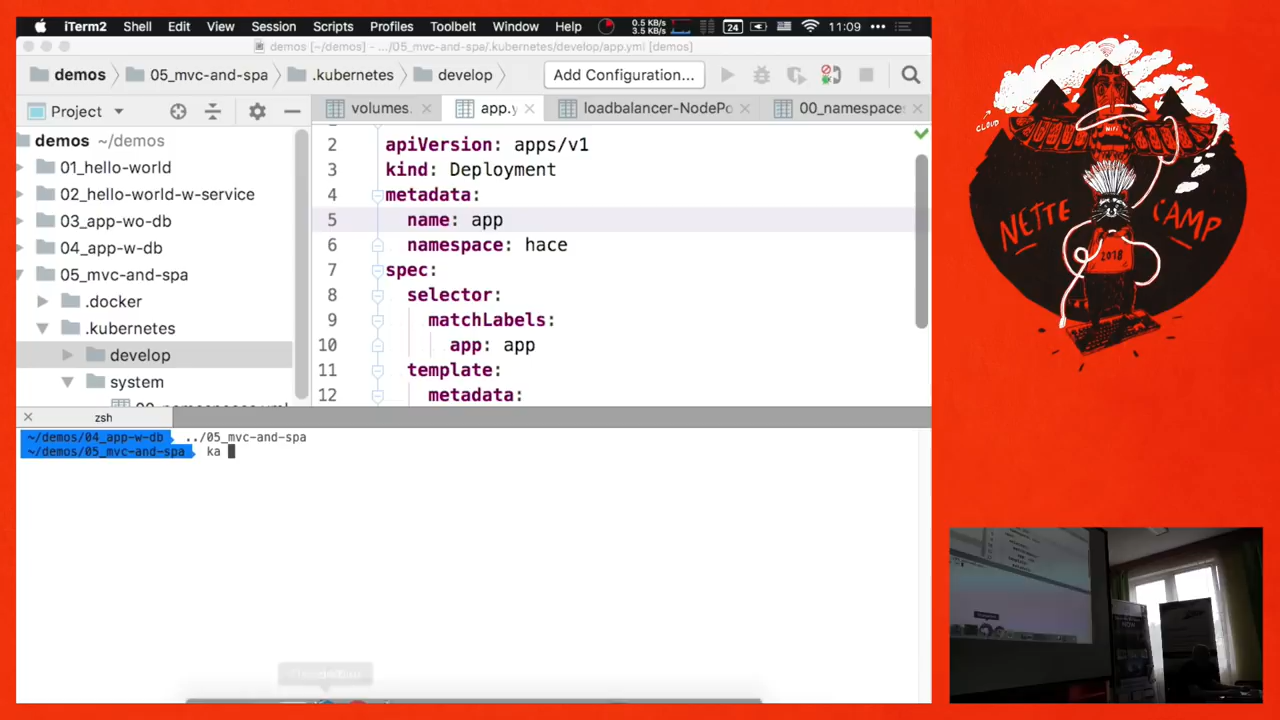 iTerm2 Shell Edit View Session Scripts Profiles Toolbelt Window Help 0.5 KB/s 3.5 KB/s 24 11:09
demos [~/demos] - .../05_mvc-and-spa/.kubernetes/develop/app.yml [demos]
demos 05_mvc-and-spa .kubernetes develop Add Configuration...
Project volumes app.y loadbalancer-NodePo 00_namespace
demos ~/demos
01_hello-world
02_hello-world-w-service
03_app-wo-db
04_app-w-db
05_mvc-and-spa
.docker
.kubernetes
develop
system
2 apiVersion: apps/v1
3 kind: Deployment
4 metadata:
5 name: app
6 namespace: hace
7 spec:
8 selector:
9 matchLabels:
10 app: app
11 template:
12 metadata:
zsh
~/demos/04_app-w-db ../05_mvc-and-spa
~/demos/05_mvc-and-spa ka
CLOUD
WiFi
NETTE CAMP
2018